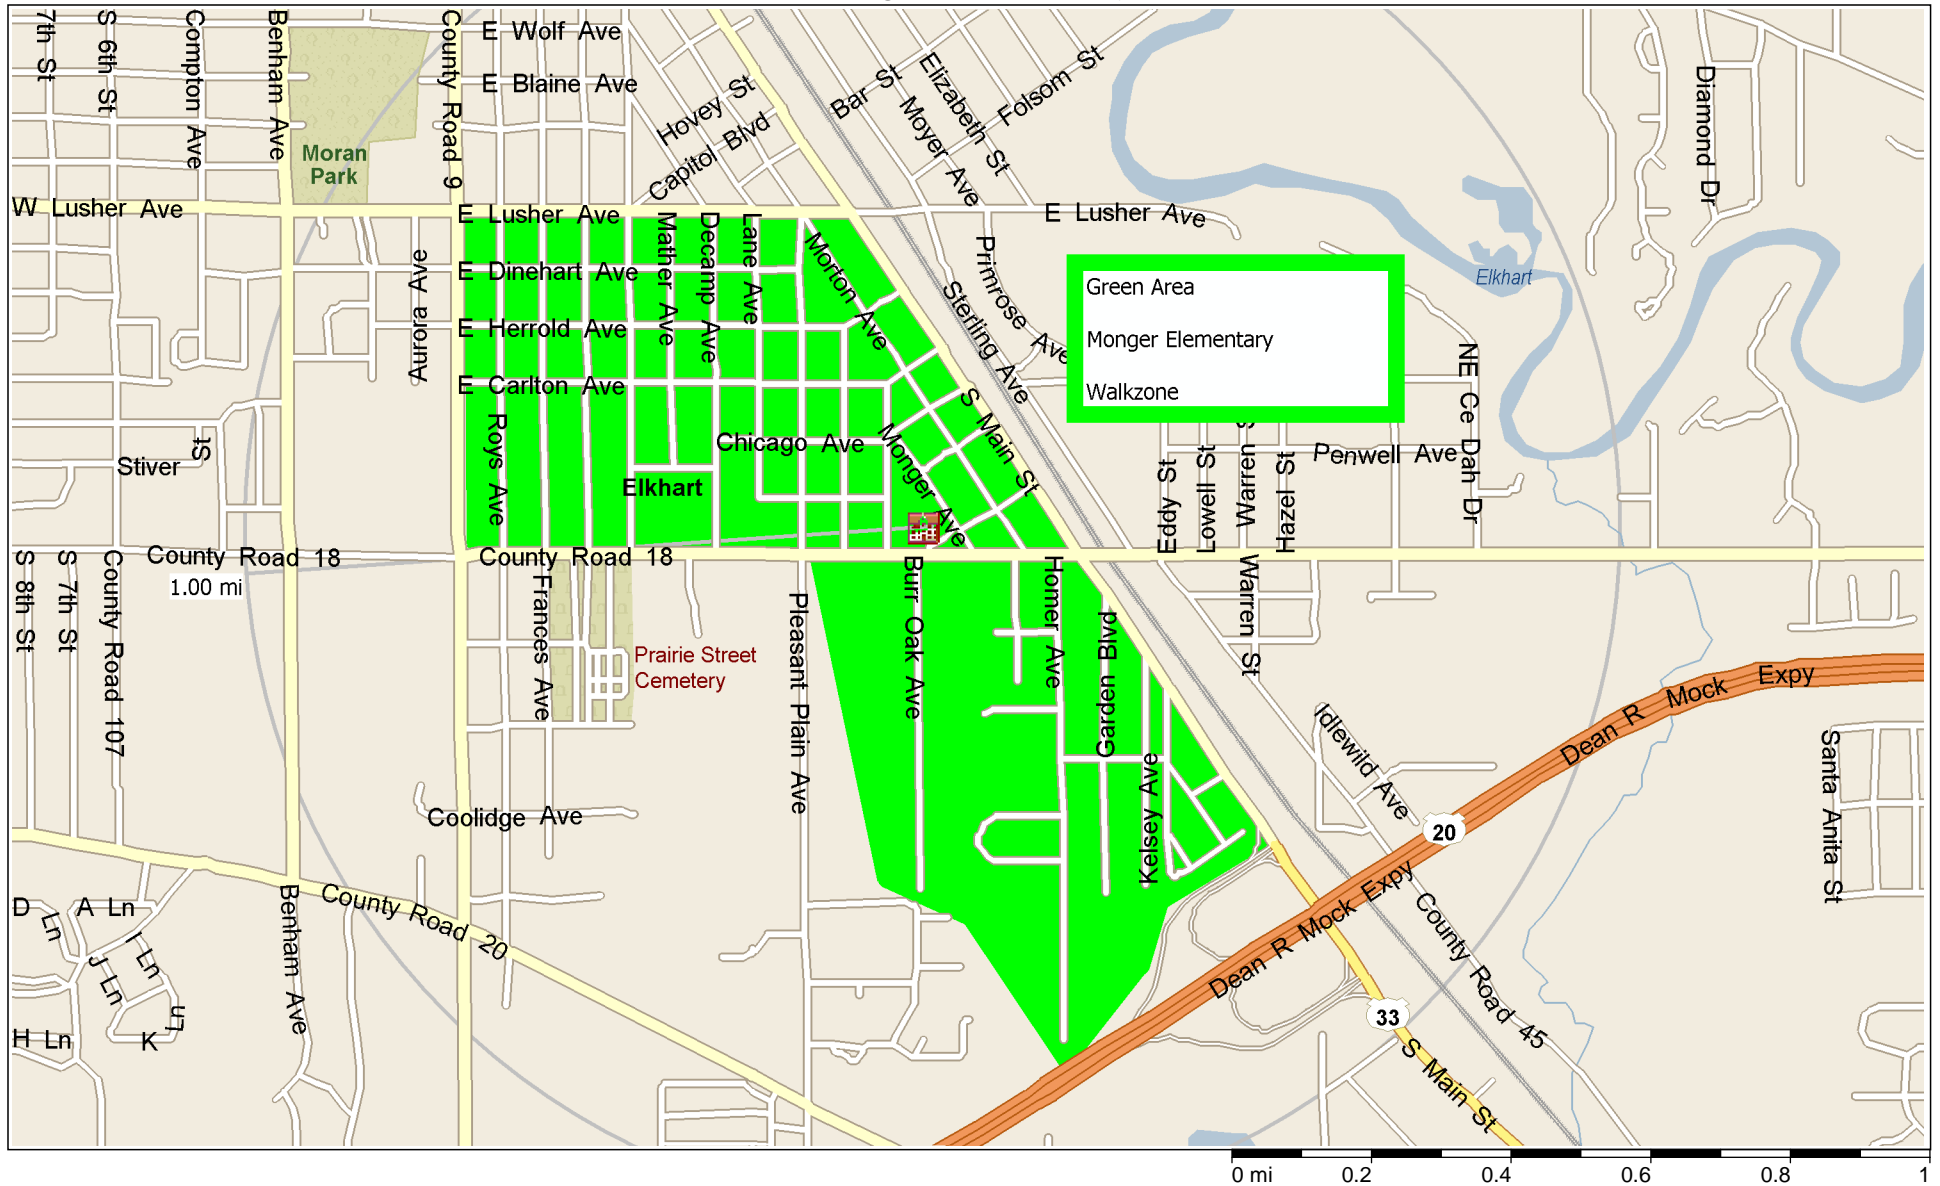 7th St
S 6th St
Compton Ave
Benham Ave
County Road 9
E Wolf Ave
E Blaine Ave
Hovey St
Capitol Blvd
Bar St
Elizabeth St
Moyer Ave
Folsom St
Diamond Dr
Moran
Park
W Lusher Ave
E Lusher Ave
E Lusher Ave
Mather Ave
Decamp Ave
Lane Ave
Morton Ave
Primrose Ave
Sterling Ave
Aurora Ave
E Dinehart Ave
E Herrold Ave
E Carlton Ave
Green Area
Monger Elementary
Walkzone
Elkhart
NE Ce Dah Dr
Roys Ave
Chicago Ave
Monger Ave
S Main St
Stiver St
Elkhart
Eddy St
Lowell St
Warren S
Hazel St
Penwell Ave
County Road 18
1.00 mi
County Road 18
S 8th St
S 7th St
County Road 107
Frances Ave
Prairie Street
Cemetery
Pleasant Plain Ave
Burr Oak Ave
Homer Ave
Garden Blvd
Kelsey Ave
Warren St
Idlewild Ave
Dean R Mock Expy
Santa Anita St
Coolidge Ave
20
County Road 20
Benham Ave
D Ln
A Ln
I Ln
J Ln
H Ln
K Ln
Dean R Mock Expy
County Road 45
33
S Main St
0 mi 0.2 0.4 0.6 0.8 1